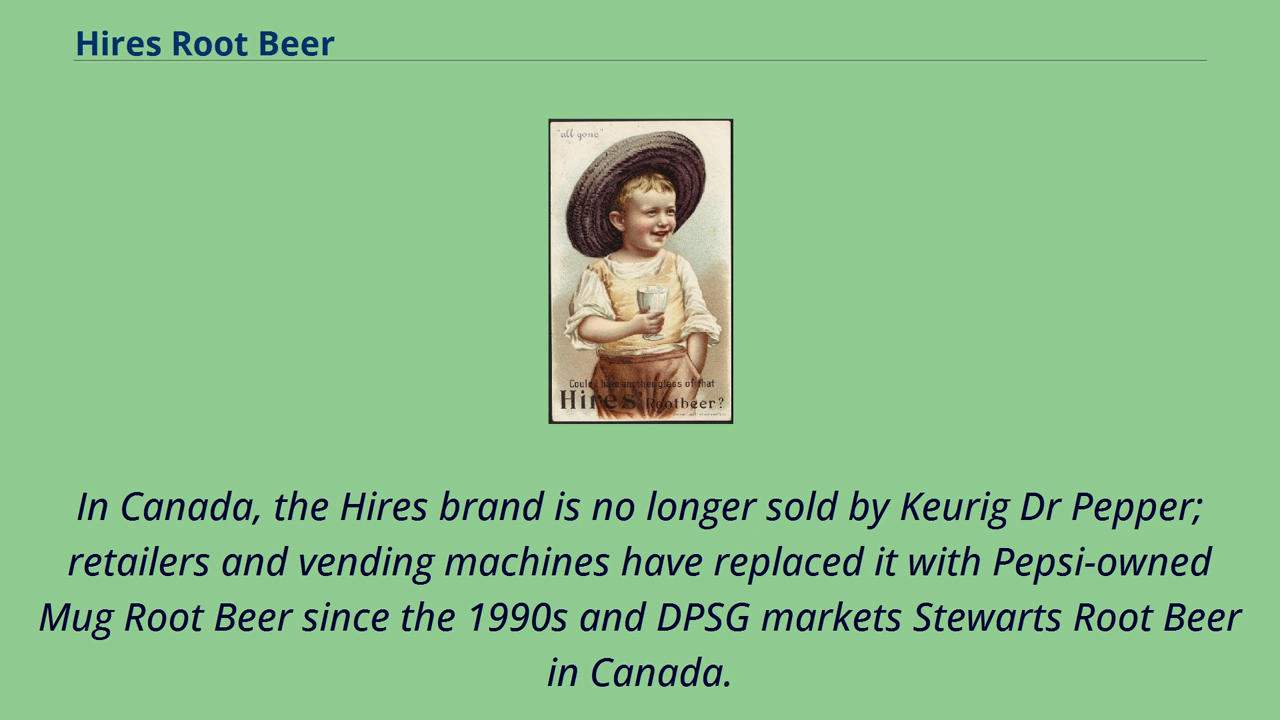 Hires Root Beer
"all gone"
Could I have another glass of that
Hires' Rootbeer?
In Canada, the Hires brand is no longer sold by Keurig Dr Pepper;
retailers and vending machines have replaced it with Pepsi-owned
Mug Root Beer since the 1990s and DPSG markets Stewarts Root Beer
in Canada.